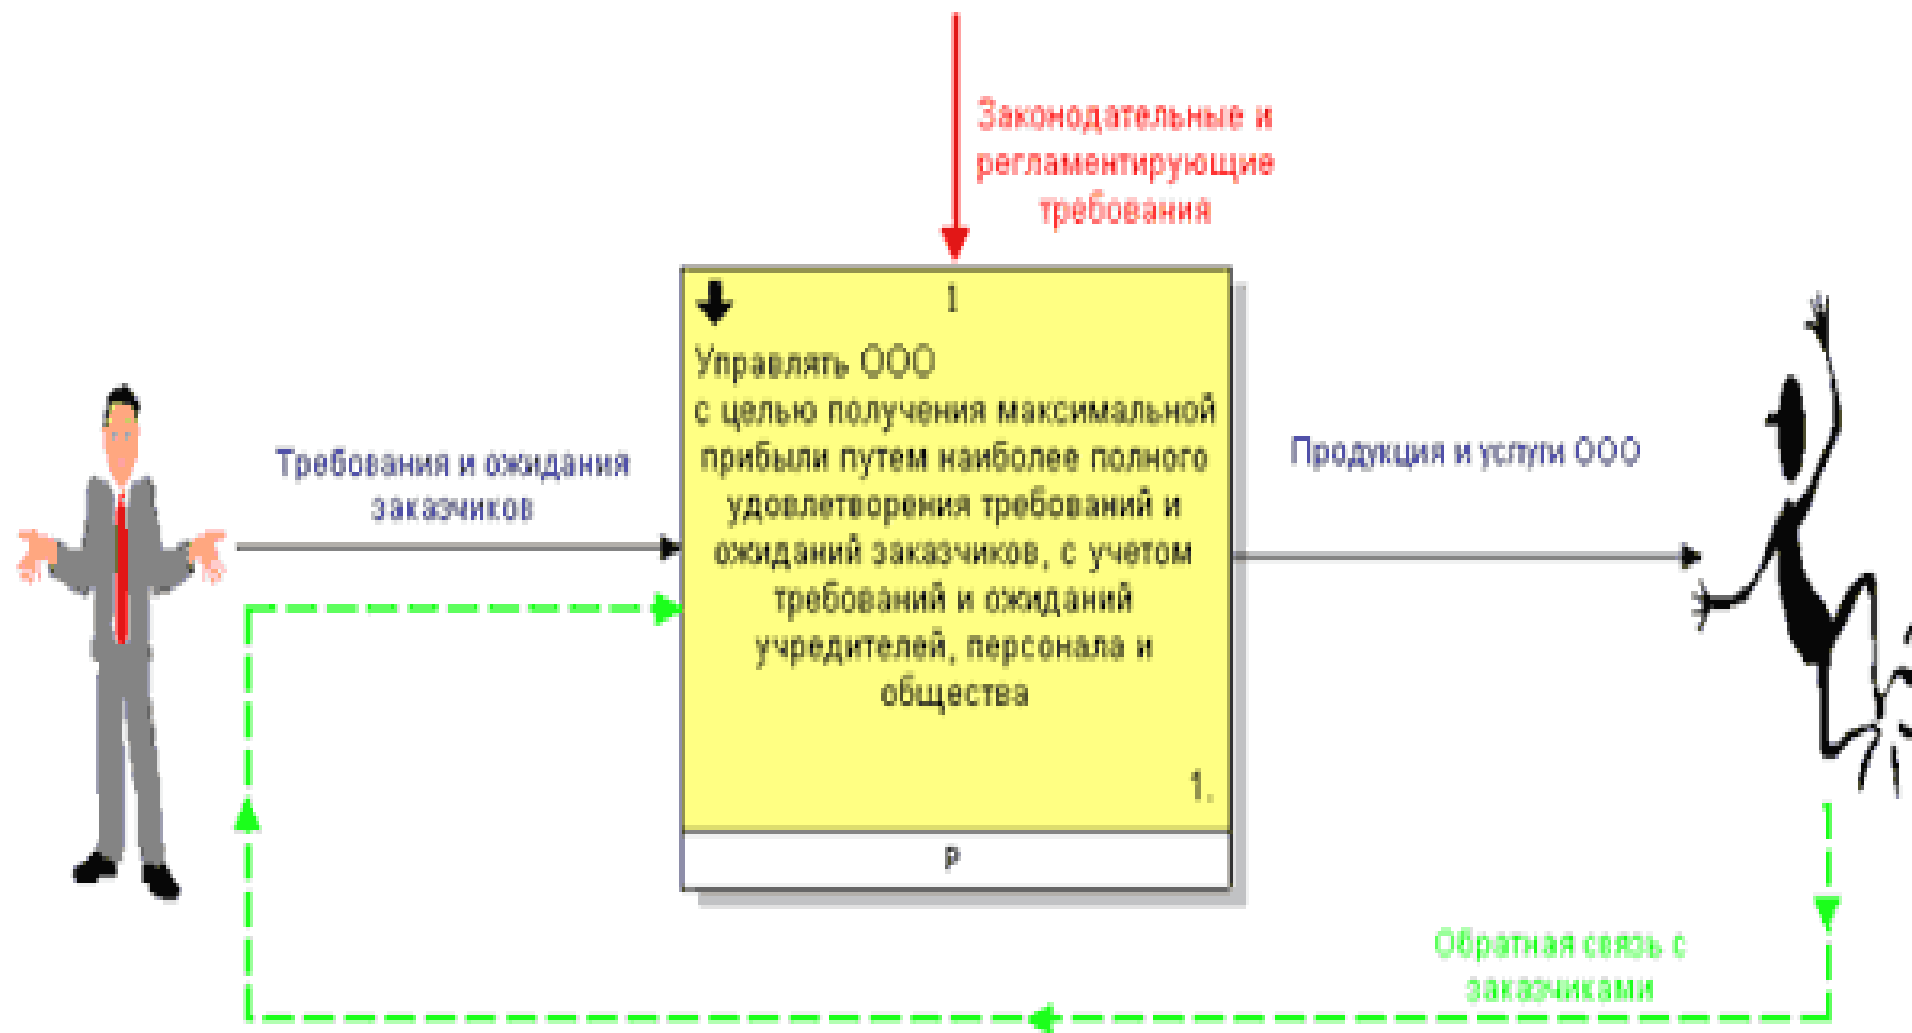 Законодательные и
регламентирующие
требования
1
Управлять ООО
с целью получения максимальной
прибыли путем наиболее полного
удовлетворения требований и
ожиданий заказчиков, с учетом
требований и ожиданий
учредителей, персонала и
общества
1.
P
Требования и ожидания
заказчиков
Продукция и услуги ООО
Обратная связь с
заказчиками